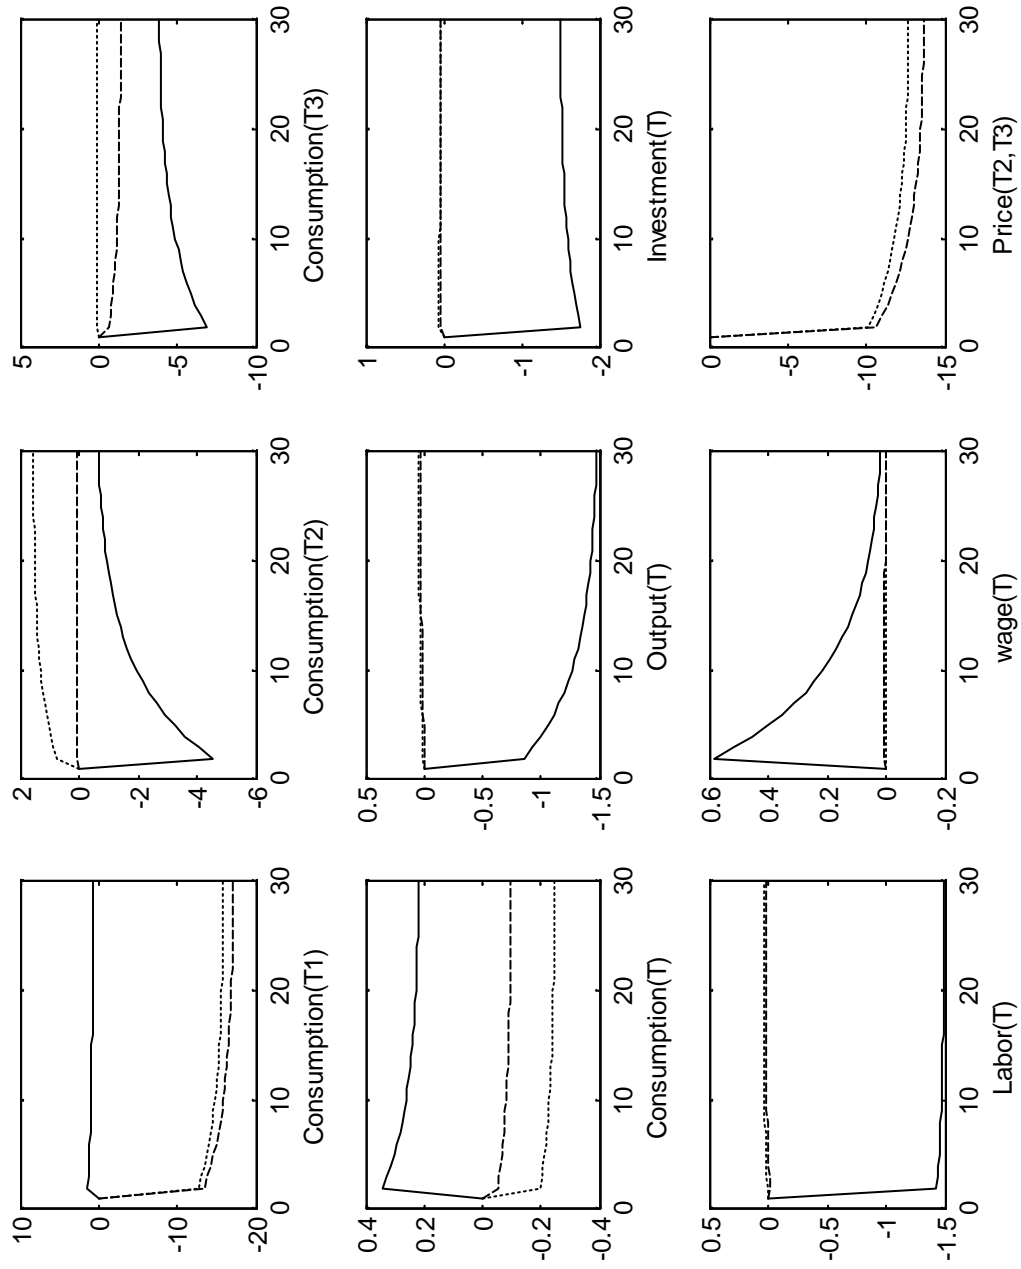 10
0
-10
-20
0 10 20 30
Consumption(T1)
2
0
-2
-4
-6
0 10 20 30
Consumption(T2)
5
0
-5
-10
0 10 20 30
Consumption(T3)
0.4
0.2
0
-0.2
-0.4
0 10 20 30
Consumption(T)
0.5
0
-0.5
-1
-1.5
0 10 20 30
Output(T)
1
0
-1
-2
0 10 20 30
Investment(T)
0.5
0
-0.5
-1
-1.5
0 10 20 30
Labor(T)
0.6
0.4
0.2
0
-0.2
0 10 20 30
wage(T)
0
-5
-10
-15
0 10 20 30
Price(T2,T3)